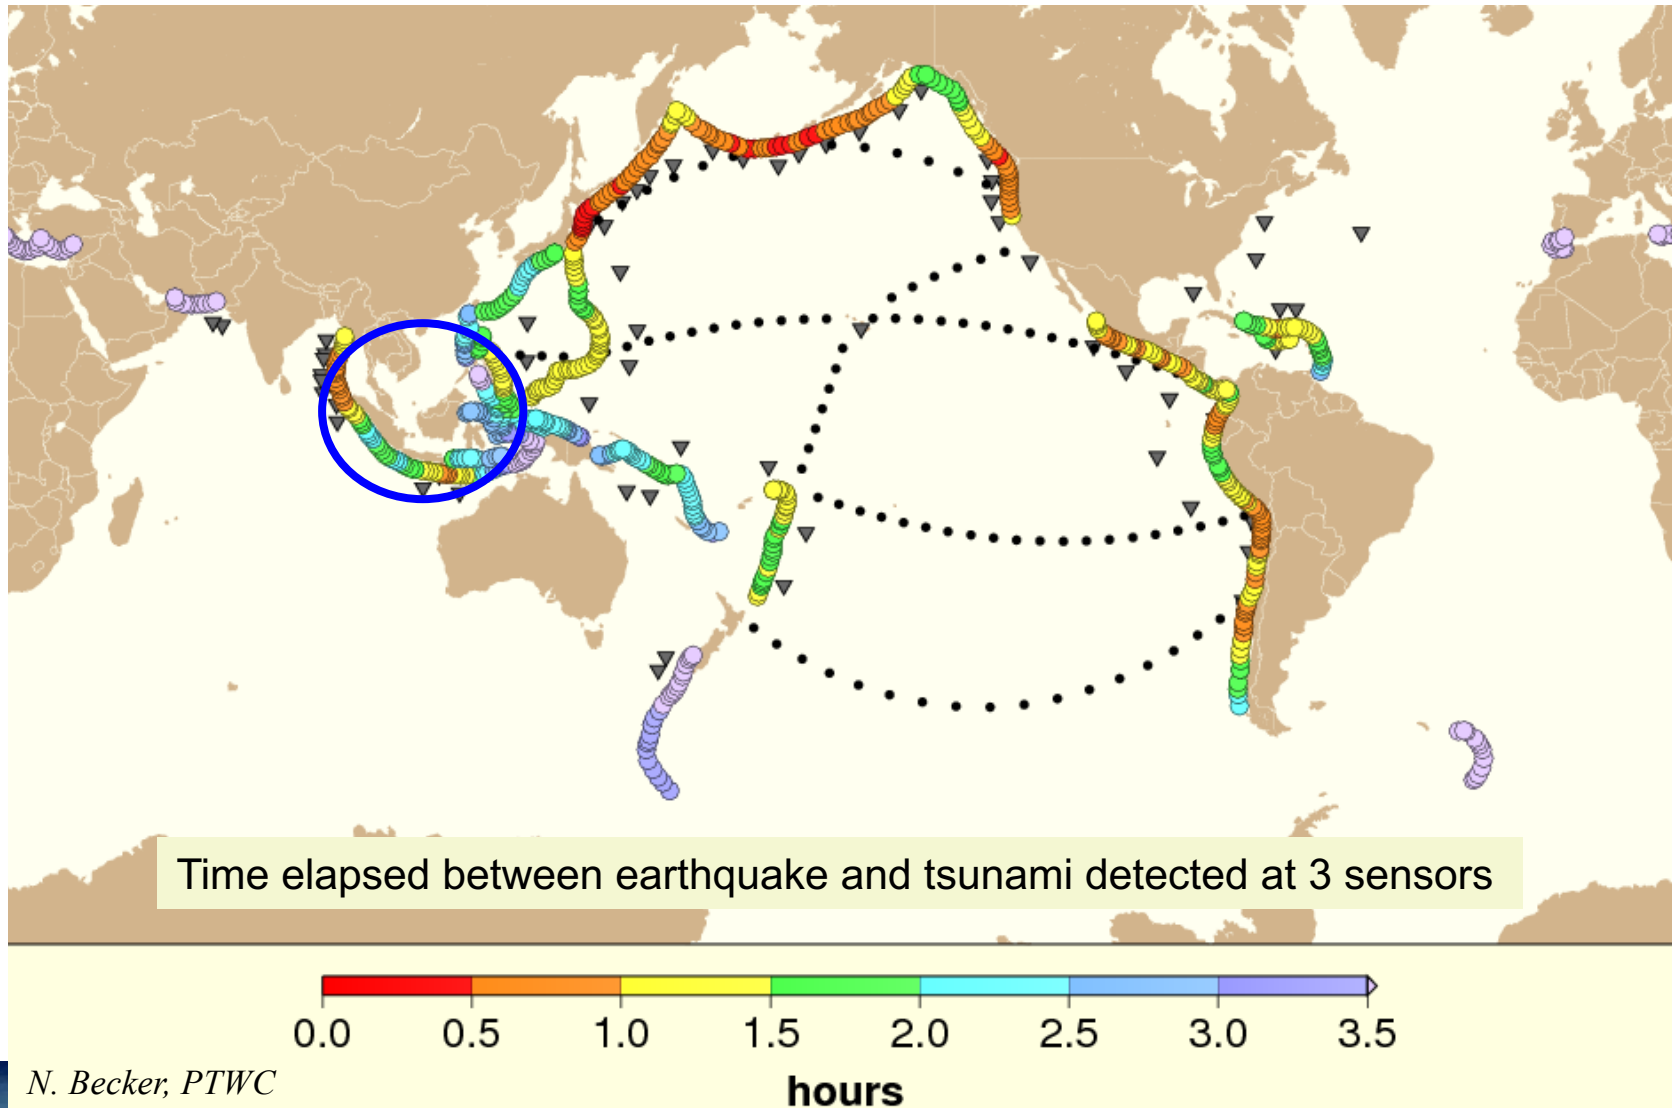 Time elapsed between earthquake and tsunami detected at 3 sensors
0.0 0.5 1.0 1.5 2.0 2.5 3.0 3.5
hours
N. Becker, PTWC